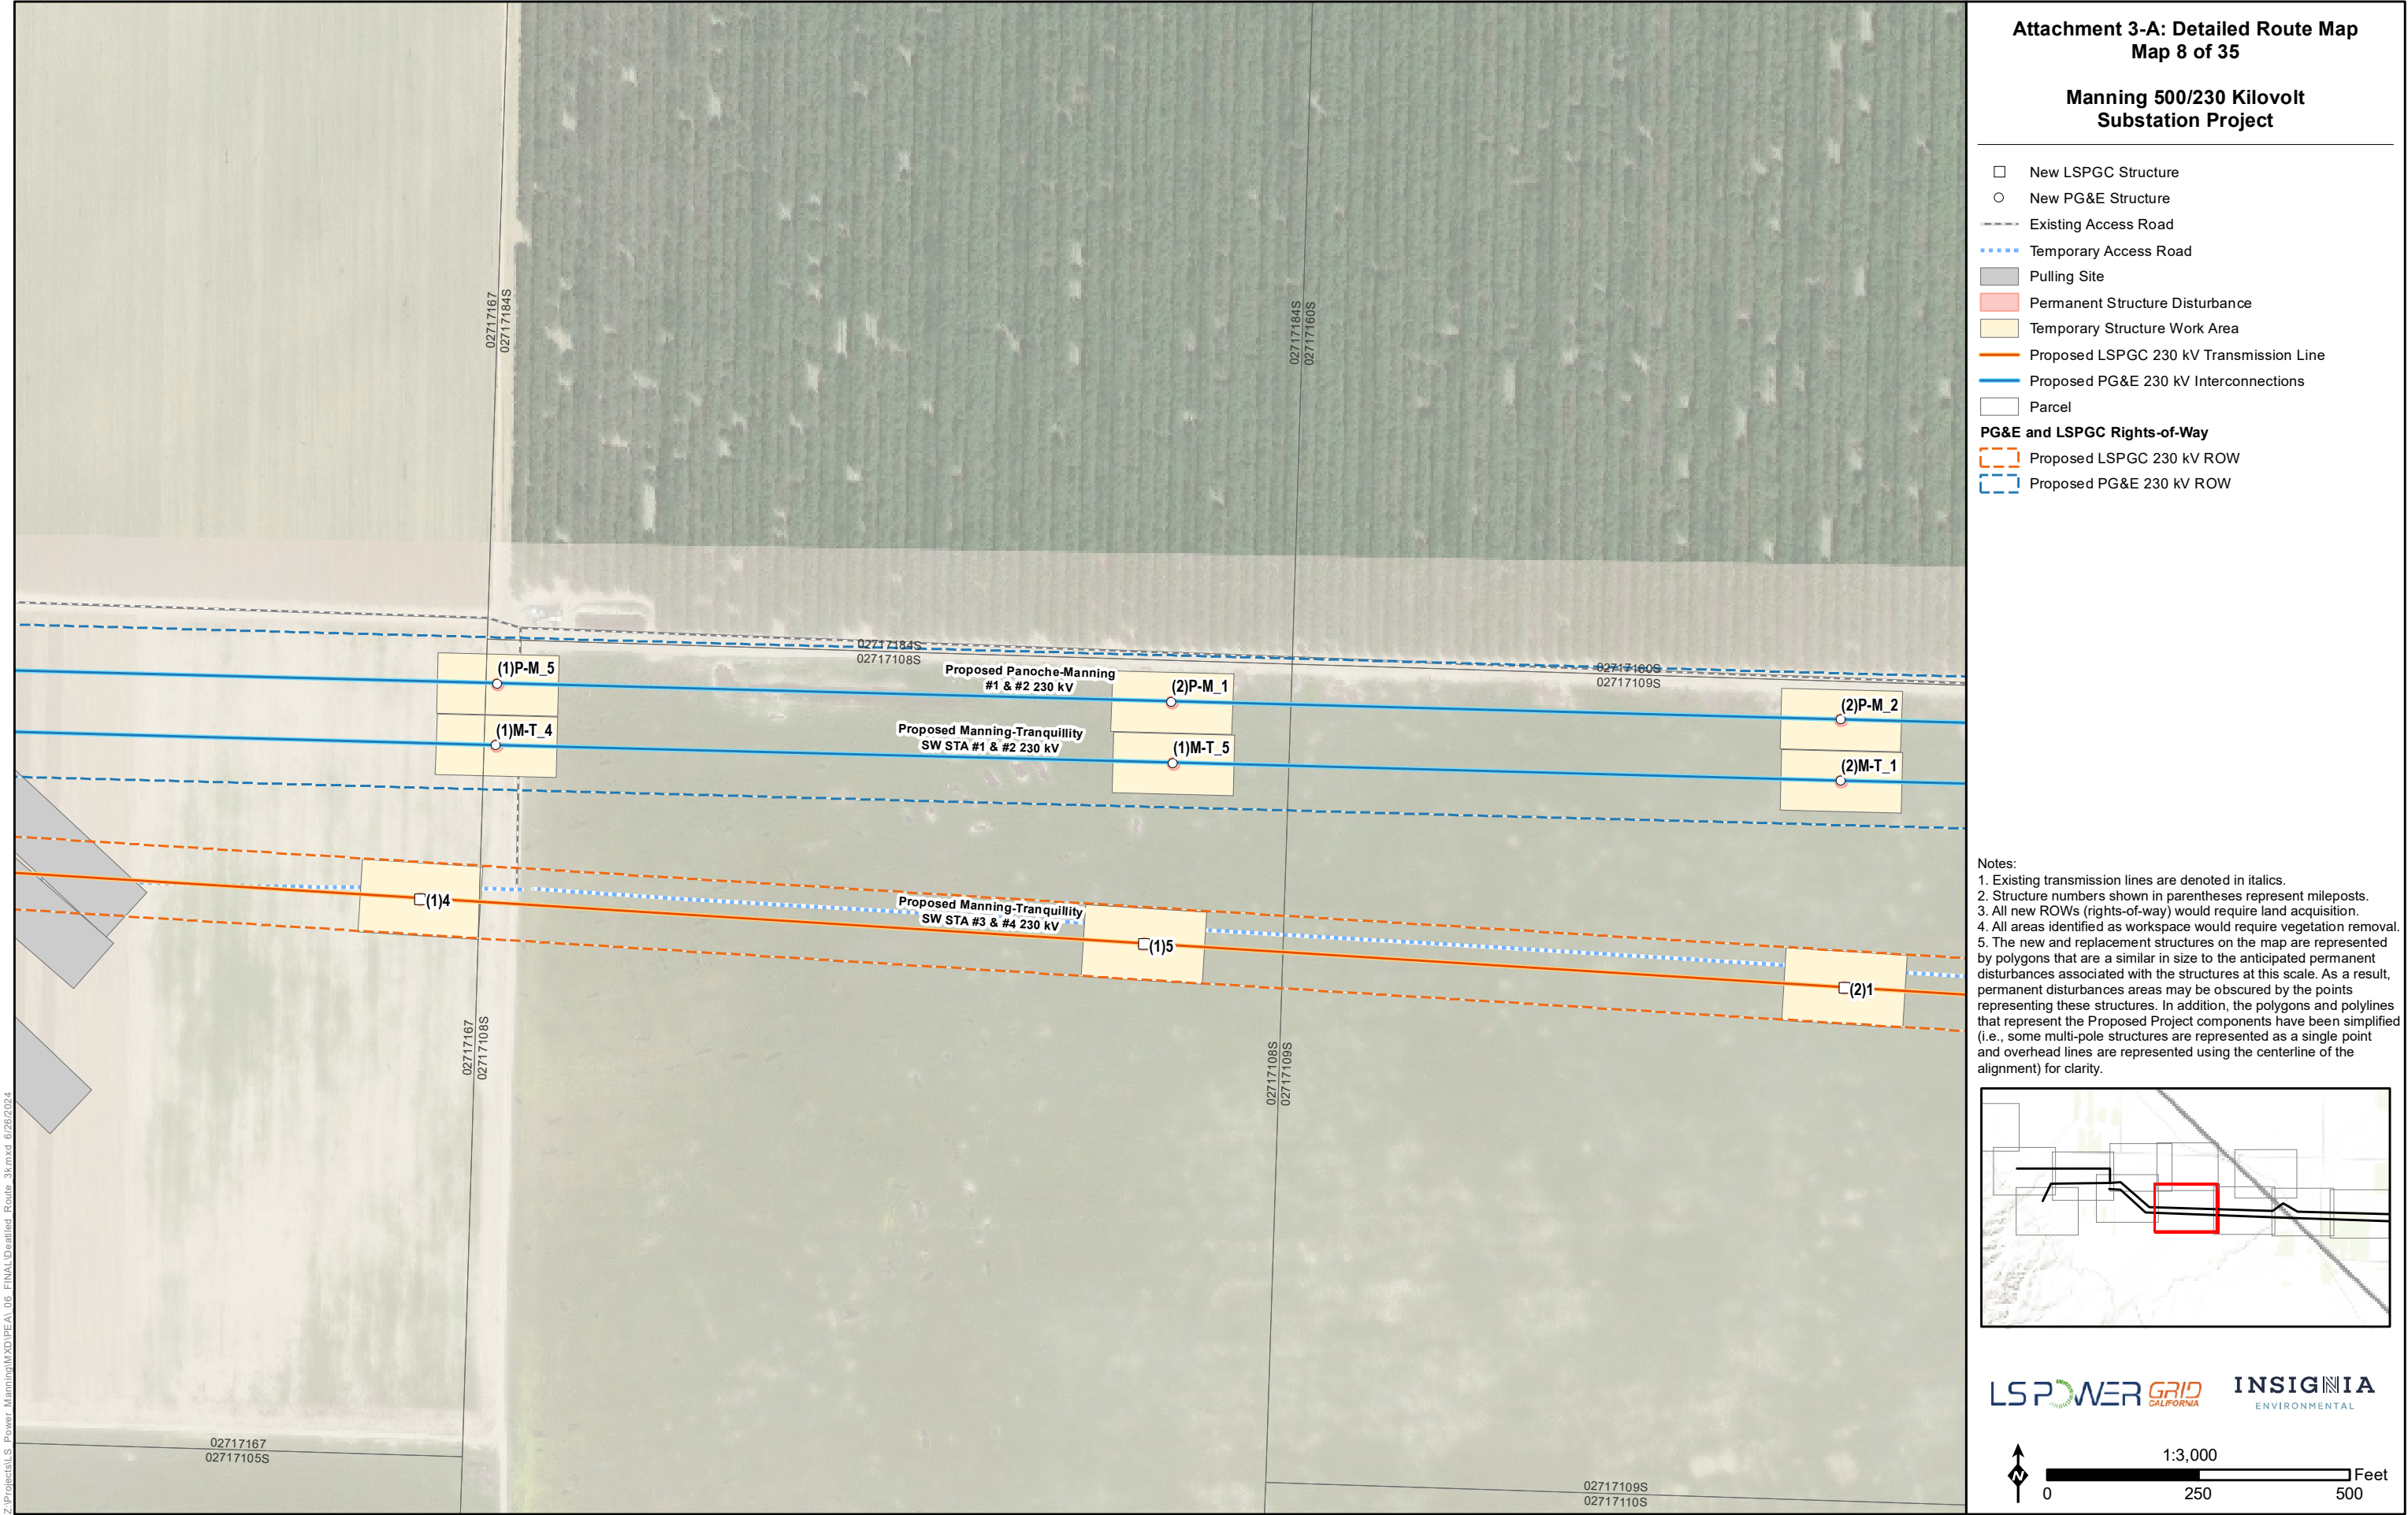 Attachment 3-A: Detailed Route Map
Map 8 of 35
Manning 500/230 Kilovolt
Substation Project
New LSPGC Structure
New PG&E Structure
Existing Access Road
Temporary Access Road
Pulling Site
Permanent Structure Disturbance
Temporary Structure Work Area
Proposed LSPGC 230 kV Transmission Line
Proposed PG&E 230 kV Interconnections
Parcel
PG&E and LSPGC Rights-of-Way
Proposed LSPGC 230 kV ROW
Proposed PG&E 230 kV ROW
Notes:
1. Existing transmission lines are denoted in italics.
2. Structure numbers shown in parentheses represent mileposts.
3. All new ROWs (rights-of-way) would require land acquisition.
4. All areas identified as workspace would require vegetation removal.
5. The new and replacement structures on the map are represented
by polygons that are a similar in size to the anticipated permanent
disturbances associated with the structures at this scale. As a result,
permanent disturbances areas may be obscured by the points
representing these structures. In addition, the polygons and polylines
that represent the Proposed Project components have been simplified
(i.e., some multi-pole structures are represented as a single point
and overhead lines are represented using the centerline of the
alignment) for clarity.
LS POWER GRID
CALIFORNIA
INSIGNIA
ENVIRONMENTAL
N
1:3,000
Feet
0 250 500
02717167
02717184S
02717184S
02717160S
02717184S
02717108S
02717160S
02717109S
(1)P-M_5
Proposed Panoche-Manning
#1 & #2 230 kV
(2)P-M_1
(2)P-M_2
(1)M-T_4
Proposed Manning-Tranquillity
SW STA #1 & #2 230 kV
(1)M-T_5
(2)M-T_1
(1)4
Proposed Manning-Tranquillity
SW STA #3 & #4 230 kV
(1)5
(2)1
02717167
02717108S
02717108S
02717109S
02717167
02717105S
02717109S
02717110S
Z:\Projects\LS_Power_Manning\MXD\PEA\_06_FINAL\Deatiled_Route_3k.mxd 6/26/2024